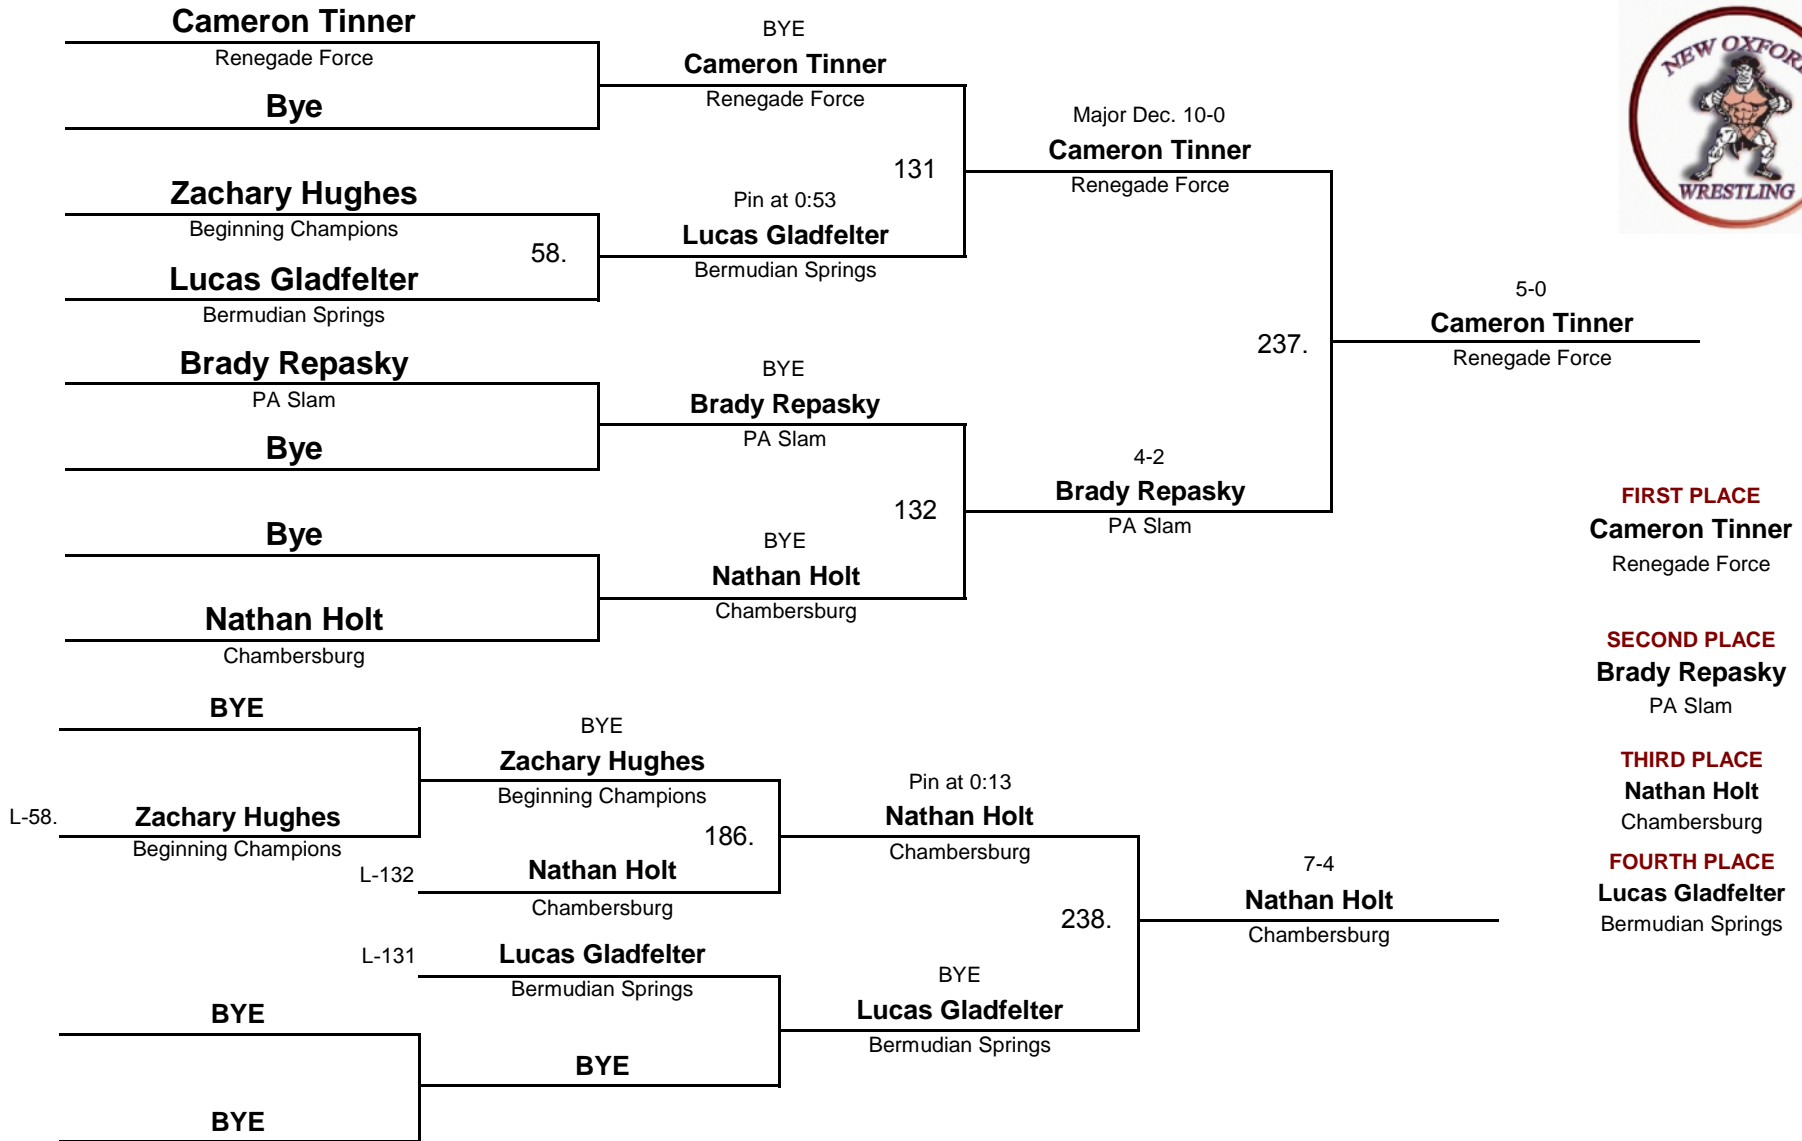 Cameron Tinner
Renegade Force
Bye
Zachary Hughes
Beginning Champions
58.
Lucas Gladfelter
Bermudian Springs
Brady Repasky
PA Slam
Bye
Bye
Nathan Holt
Chambersburg
BYE
Cameron Tinner
Renegade Force
131
Pin at 0:53
Lucas Gladfelter
Bermudian Springs
BYE
Brady Repasky
PA Slam
132
BYE
Nathan Holt
Chambersburg
Major Dec. 10-0
Cameron Tinner
Renegade Force
237.
4-2
Brady Repasky
PA Slam
5-0
Cameron Tinner
Renegade Force
NEW OXFORD
WRESTLING
FIRST PLACE
Cameron Tinner
Renegade Force
SECOND PLACE
Brady Repasky
PA Slam
THIRD PLACE
Nathan Holt
Chambersburg
FOURTH PLACE
Lucas Gladfelter
Bermudian Springs
BYE
L-58.
Zachary Hughes
Beginning Champions
BYE
Zachary Hughes
Beginning Champions
186.
L-132
Nathan Holt
Chambersburg
L-131
Lucas Gladfelter
Bermudian Springs
BYE
BYE
BYE
Pin at 0:13
Nathan Holt
Chambersburg
238.
BYE
Lucas Gladfelter
Bermudian Springs
7-4
Nathan Holt
Chambersburg